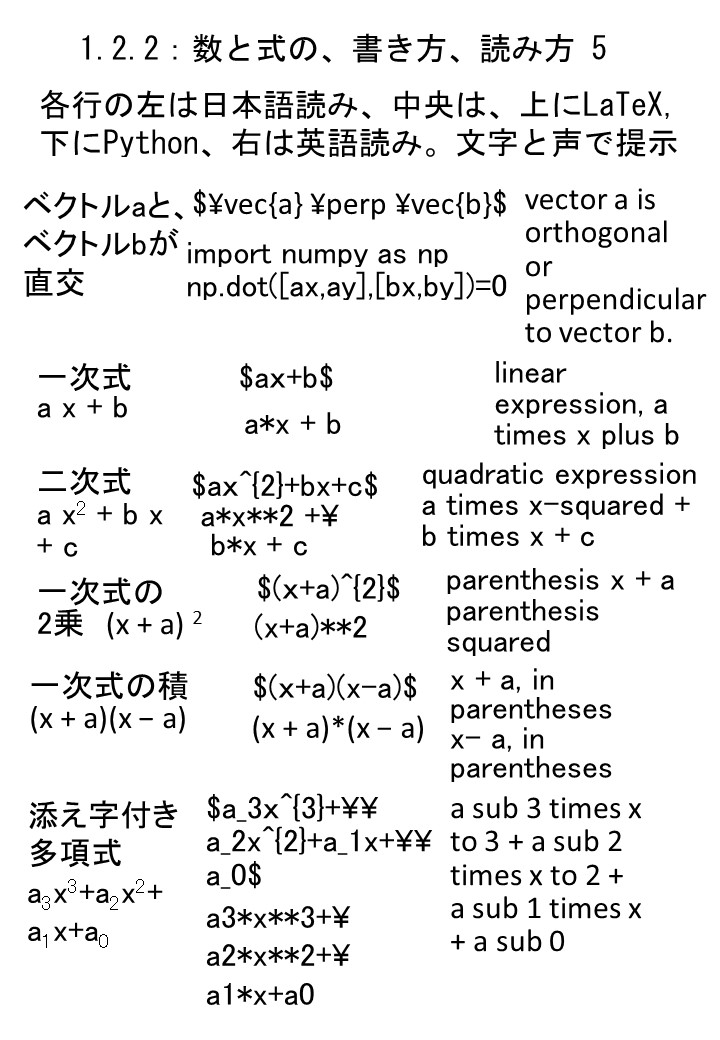 1.2.2：数と式の、書き方、読み方 5
各行の左は日本語読み、中央は、上にLaTeX,
下にPython、右は英語読み。文字と声で提示
ベクトルaと、
ベクトルbが
直交
$¥vec{a} ¥perp ¥vec{b}$
import numpy as np
np.dot([ax,ay],[bx,by])=0
vector a is
orthogonal
or
perpendicular
to vector b.
一次式
a x + b
$ax+b$
a*x + b
linear
expression, a
times x plus b
二次式
a x² + b x
+ c
$ax^{2}+bx+c$
a*x**2 +¥
b*x + c
quadratic expression
a times x-squared +
b times x + c
一次式の
2乗 (x + a) ²
$(x+a)^{2}$
(x+a)**2
parenthesis x + a
parenthesis
squared
一次式の積
(x + a)(x – a)
$(x+a)(x-a)$
(x + a)*(x – a)
x + a, in
parentheses
x- a, in
parentheses
添え字付き
多項式
a₃x³+a₂x²+
a₁x+a₀
$a_3x^{3}+¥¥
a_2x^{2}+a_1x+¥¥
a_0$
a3*x**3+¥
a2*x**2+¥
a1*x+a0
a sub 3 times x
to 3 + a sub 2
times x to 2 +
a sub 1 times x
+ a sub 0